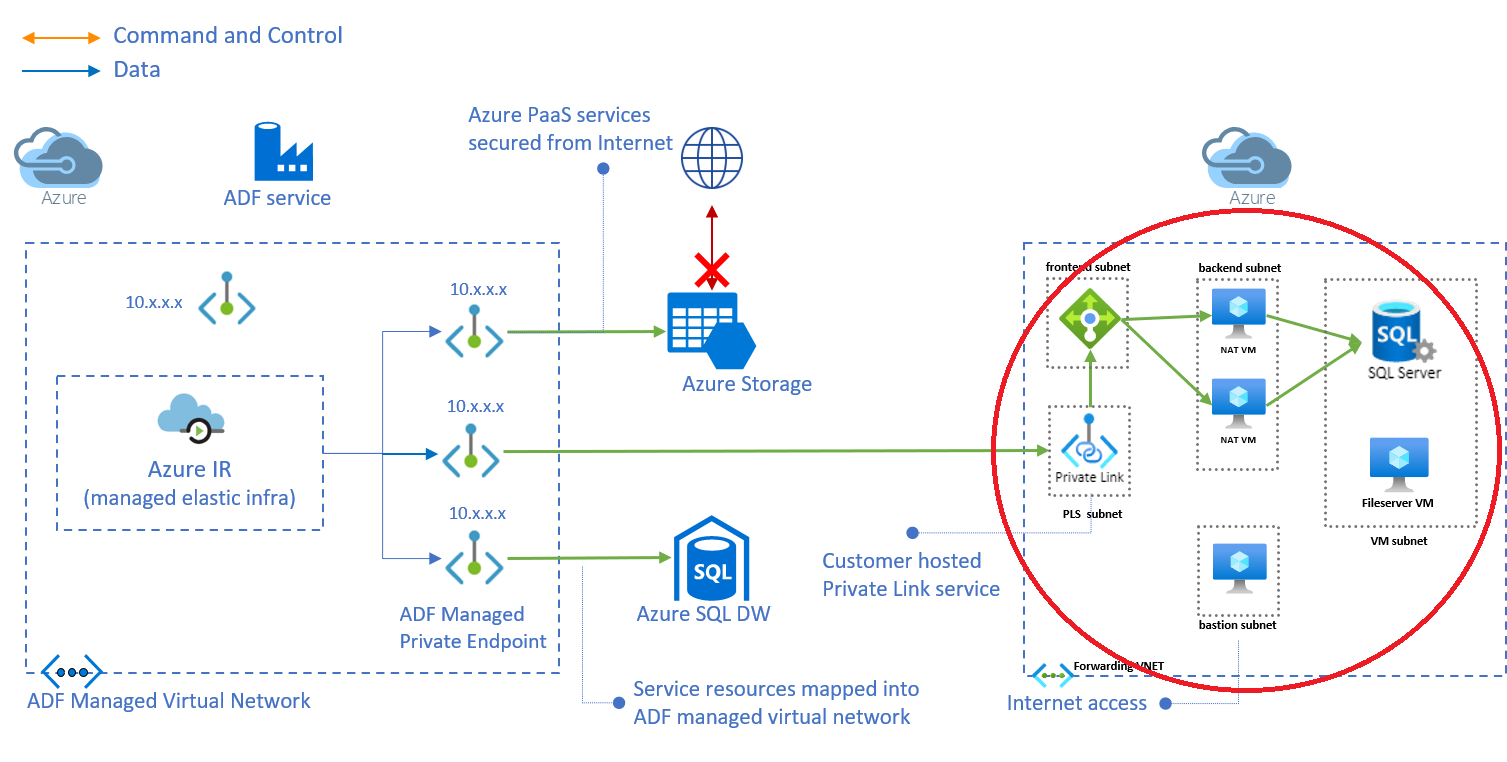 Command and Control
Data
Azure
ADF service
Azure PaaS services
secured from Internet
Azure
10.x.x.x
10.x.x.x
Azure Storage
10.x.x.x
Azure IR
(managed elastic infra)
10.x.x.x
SQL
Azure SQL DW
ADF Managed
Private Endpoint
ADF Managed Virtual Network
Service resources mapped into
ADF managed virtual network
frontend subnet
backend subnet
NAT VM
NAT VM
SQL
SQL Server
Private Link
PLS subnet
Fileserver VM
VM subnet
Customer hosted
Private Link service
bastion subnet
Forwarding VNET
Internet access